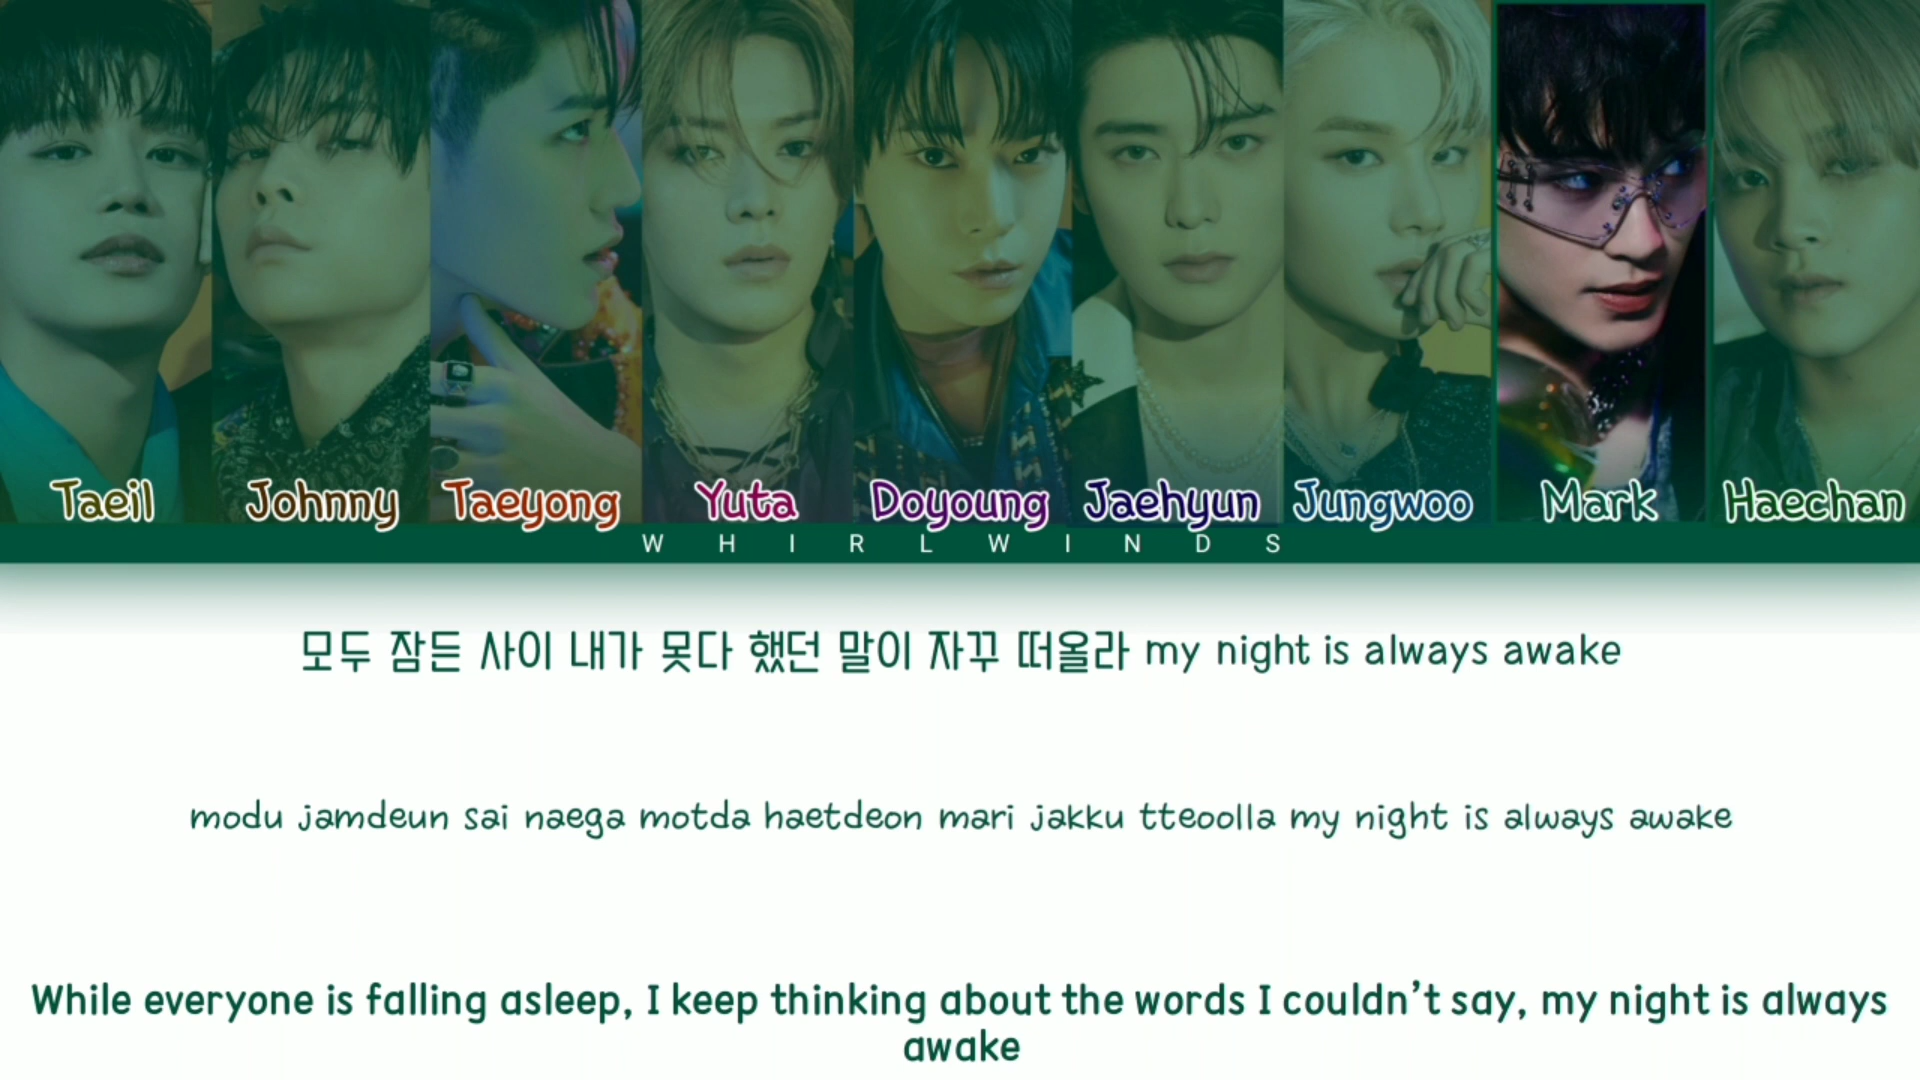 Taeil Johnny Taeyong Yuta Doyoung Jaehyun Jungwoo Mark Haechan
WHIRLWINDS
모두 잠든 사이 내가 못다 했던 말이 자꾸 떠올라 my night is always awake
modu jamdeun sai naega motda haetdeon mari jakku tteoolla my night is always awake
While everyone is falling asleep, I keep thinking about the words I couldn't say, my night is always
awake